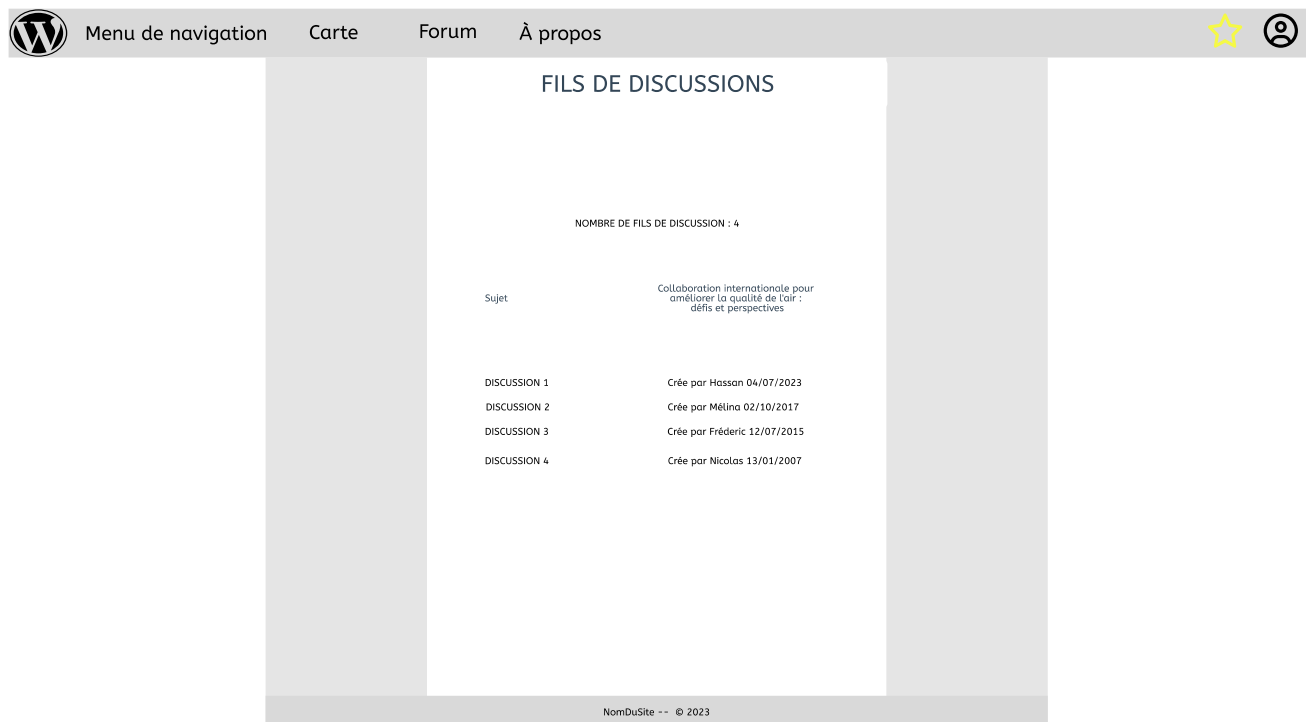 W Menu de navigation Carte Forum À propos
FILS DE DISCUSSIONS
NOMBRE DE FILS DE DISCUSSION : 4
Sujet
Collaboration internationale pour
améliorer la qualité de l'air :
défis et perspectives
DISCUSSION 1 Crée par Hassan 04/07/2023
DISCUSSION 2 Crée par Mélina 02/10/2017
DISCUSSION 3 Crée par Fréderic 12/07/2015
DISCUSSION 4 Crée par Nicolas 13/01/2007
NomDuSite -- © 2023